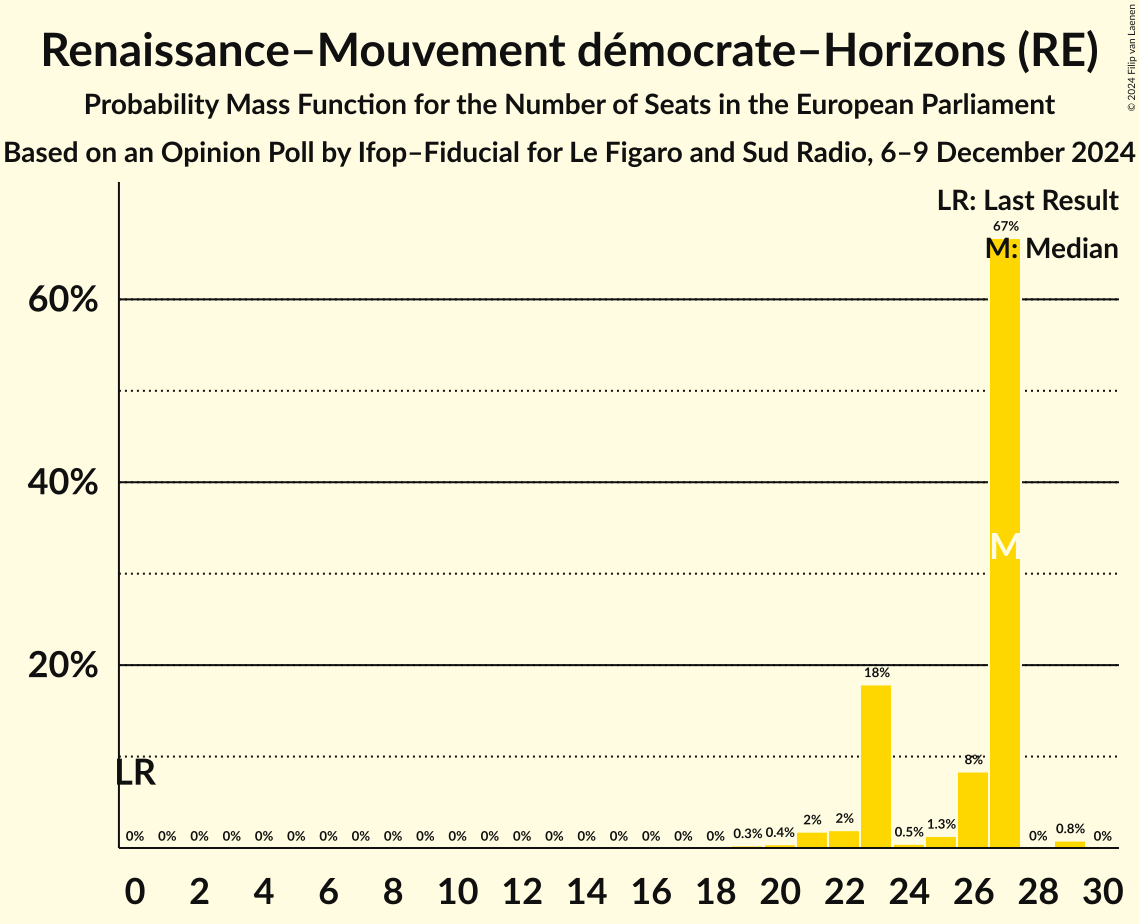 Renaissance–Mouvement démocrate–Horizons (RE)
Probability Mass Function for the Number of Seats in the European Parliament
Based on an Opinion Poll by Ifop–Fiducial for Le Figaro and Sud Radio, 6–9 December 2024
© 2024 Filip van Laenen
LR: Last Result
67%
M: Median
60%
40%
M
20%
18%
LR
8%
0% 0% 0% 0% 0% 0% 0% 0% 0% 0% 0% 0% 0% 0% 0% 0% 0% 0% 0% 0.3% 0.4% 2% 2% 0.5% 1.3% 0% 0.8% 0%
0 2 4 6 8 10 12 14 16 18 20 22 24 26 28 30